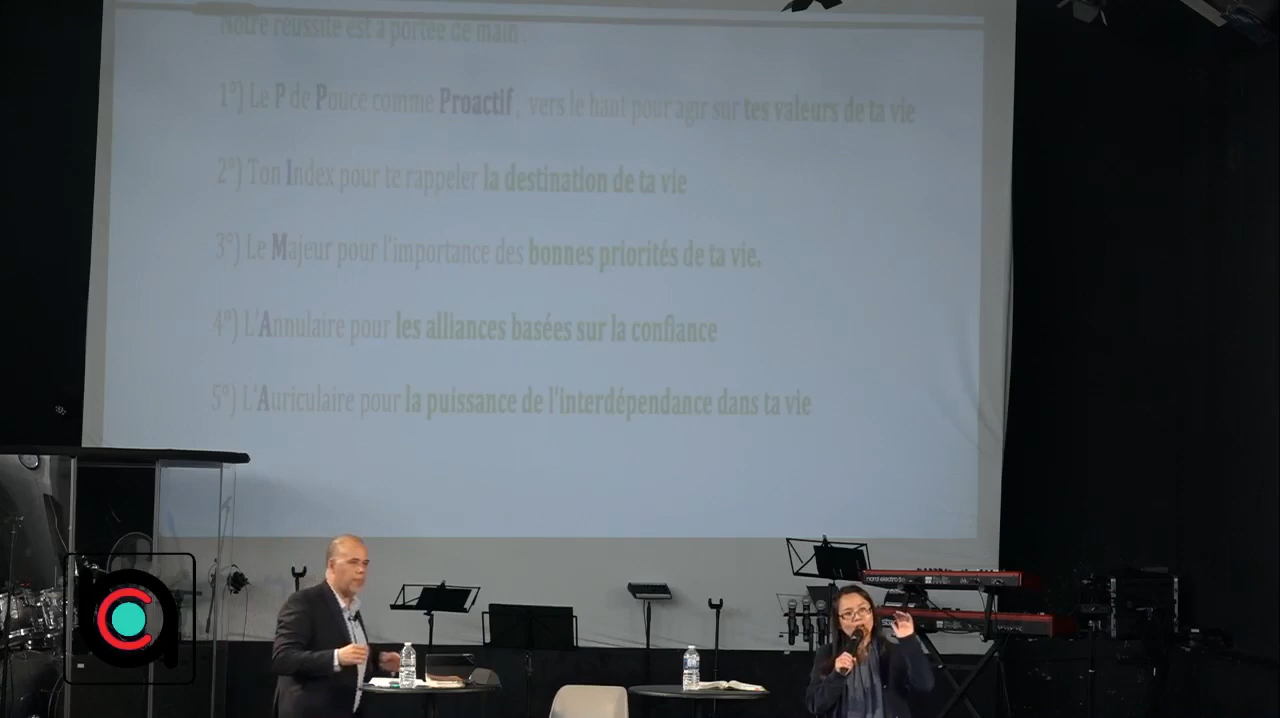 Notre réussite est à portée de main :
1°) Le P de Pouce comme Proactif, vers le haut pour agir sur tes valeurs de ta vie
2°) Ton Index pour te rappeler la destination de ta vie
3°) Le Majeur pour l'importance des bonnes priorités de ta vie.
4°) L'Annulaire pour les alliances basées sur la confiance
5°) L'Auriculaire pour la puissance de l'interdépendance dans ta vie
nord electro